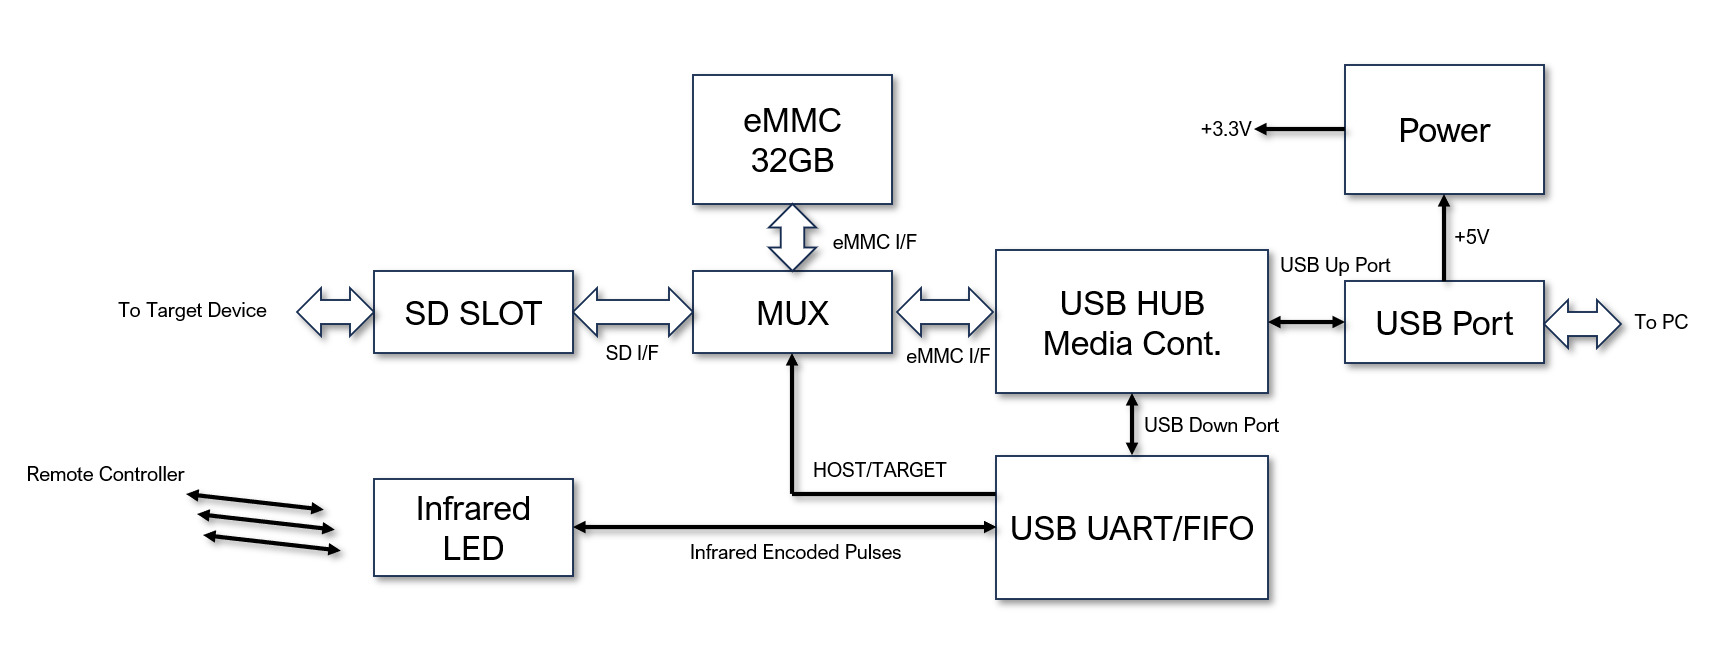 eMMC
32GB
Power
+3.3V
+5V
eMMC I/F
USB Up Port
To Target Device
SD SLOT
SD I/F
MUX
eMMC I/F
USB HUB
Media Cont.
USB Port
To PC
USB Down Port
HOST/TARGET
Remote Controller
Infrared
LED
Infrared Encoded Pulses
USB UART/FIFO